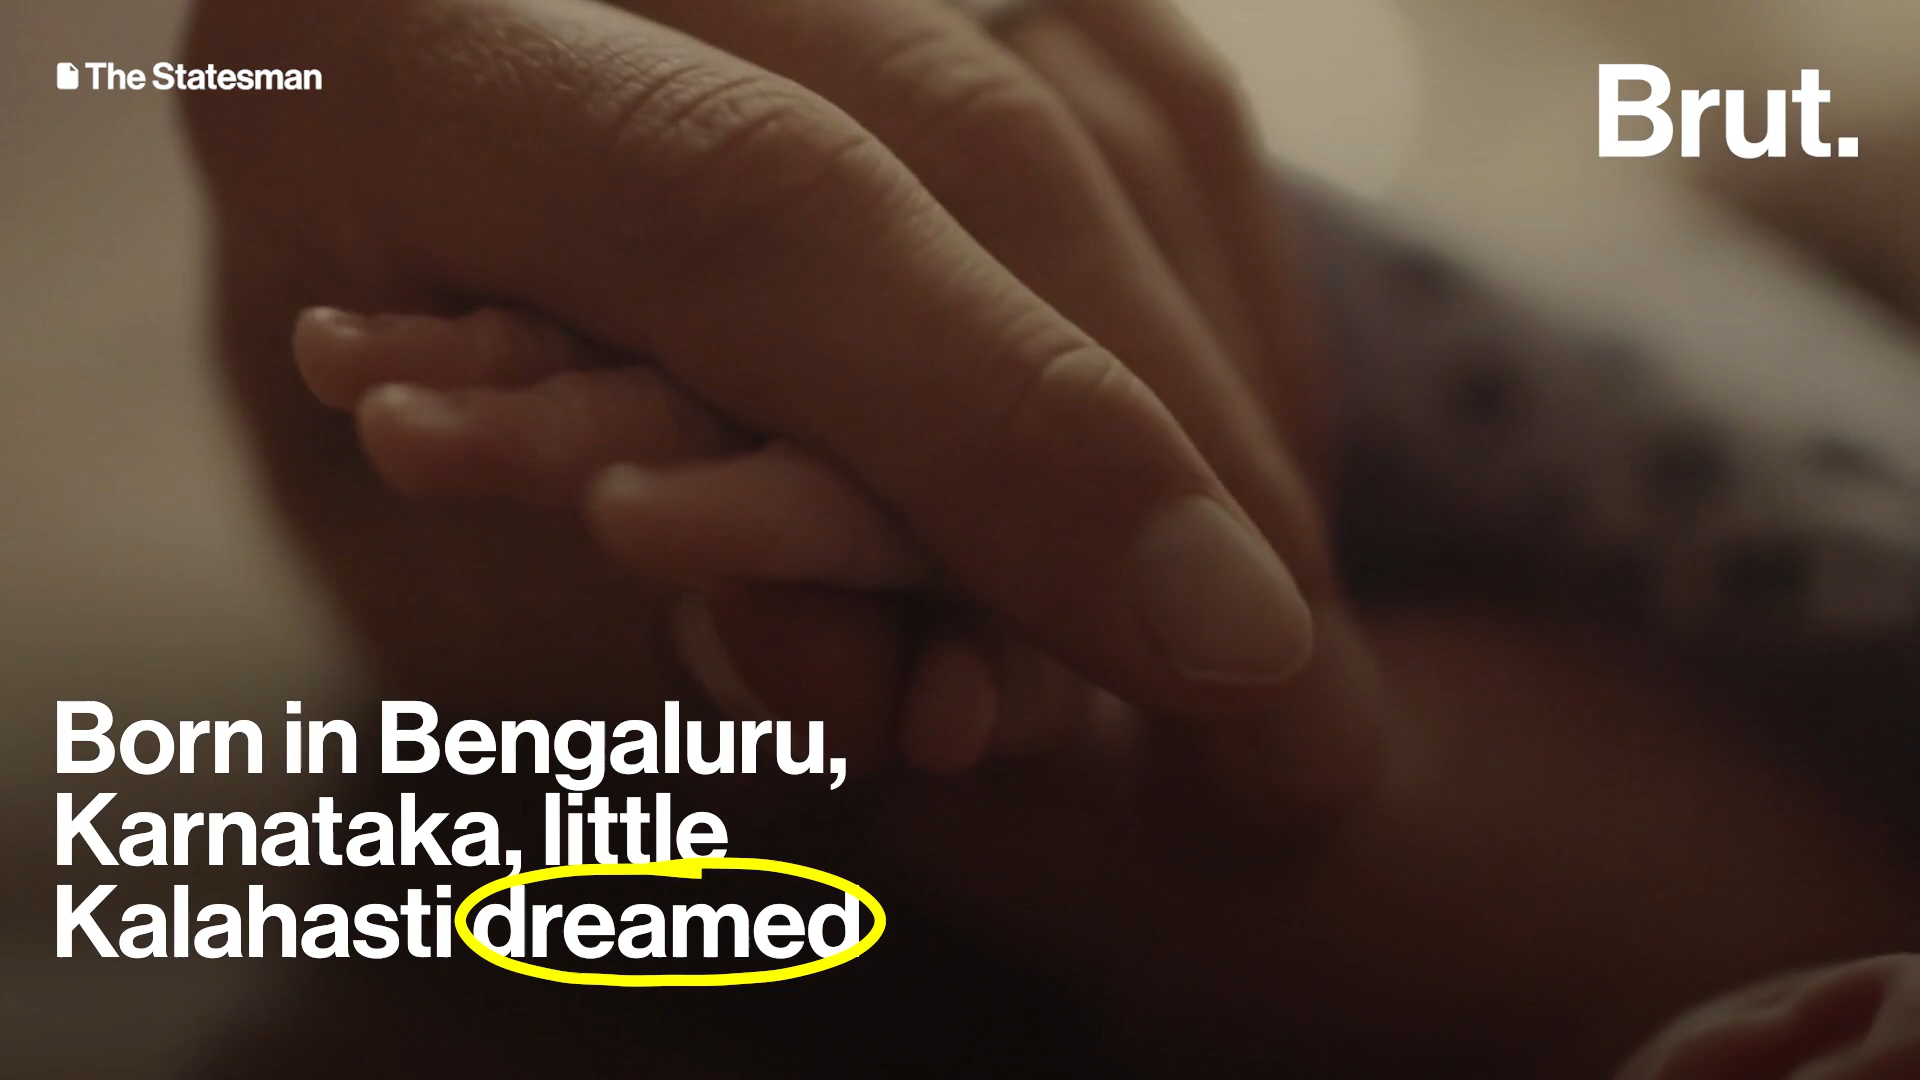 The Statesman
Brut.
Born in Bengaluru,
Karnataka, little
Kalahasti dreamed